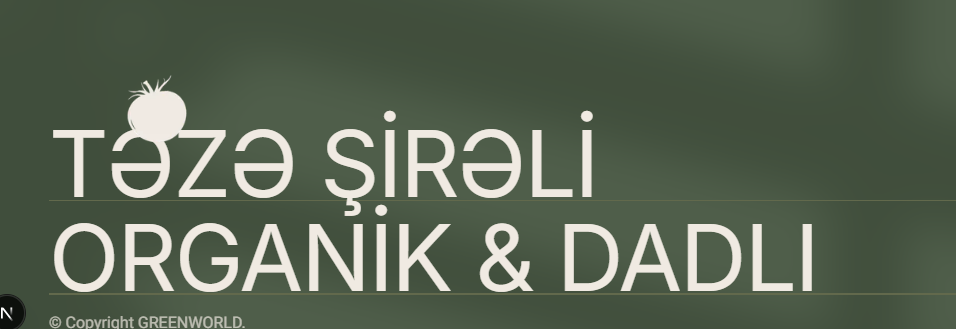 TƏZƏ ŞİRƏLİ
ORGANİK & DADLI
N
© Copyright GREENWORLD.